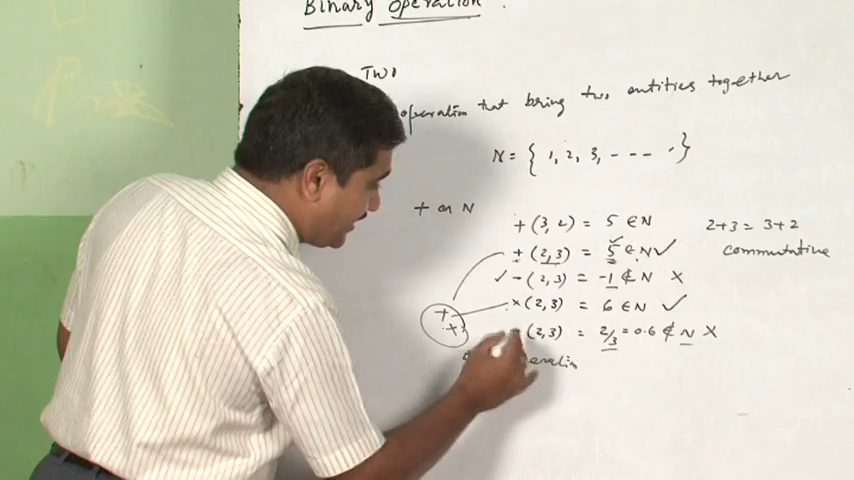 Binary Operation
Two
operation that bring two entities together
N = { 1, 2, 3, - - - - . }
+ on N
+ (3, 2) = 5 ∈ N
2+3 = 3+2
+ (2, 3) = 5 ∈ N ✓
commutative
✓ - (2, 3) = -1 ∉ N X
× (2, 3) = 6 ∈ N ✓
+
×
(2, 3) = 2/3 = 0.6 ∉ N X